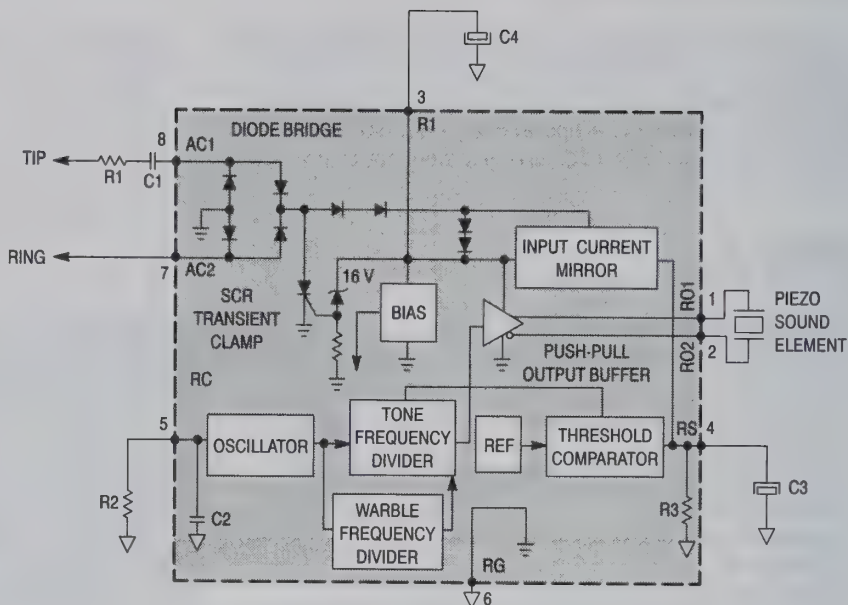 C4
3
R1
DIODE BRIDGE
8
AC1
TIP
R1
C1
RING
7
AC2
SCR
TRANSIENT
CLAMP
16 V
BIAS
INPUT CURRENT
MIRROR
RO1
1
PIEZO
SOUND
ELEMENT
RO2
2
PUSH-PULL
OUTPUT BUFFER
RC
5
OSCILLATOR
TONE
FREQUENCY
DIVIDER
REF
THRESHOLD
COMPARATOR
RS
4
R2
C2
WARBLE
FREQUENCY
DIVIDER
R3
C3
RG
6